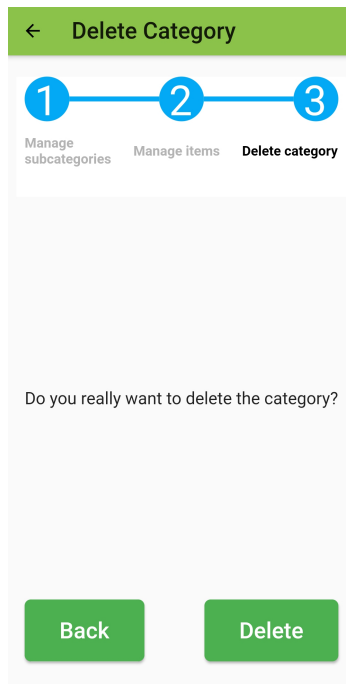 Delete Category
1 2 3
Manage
subcategories
Manage items
Delete category
Do you really want to delete the category?
Back
Delete